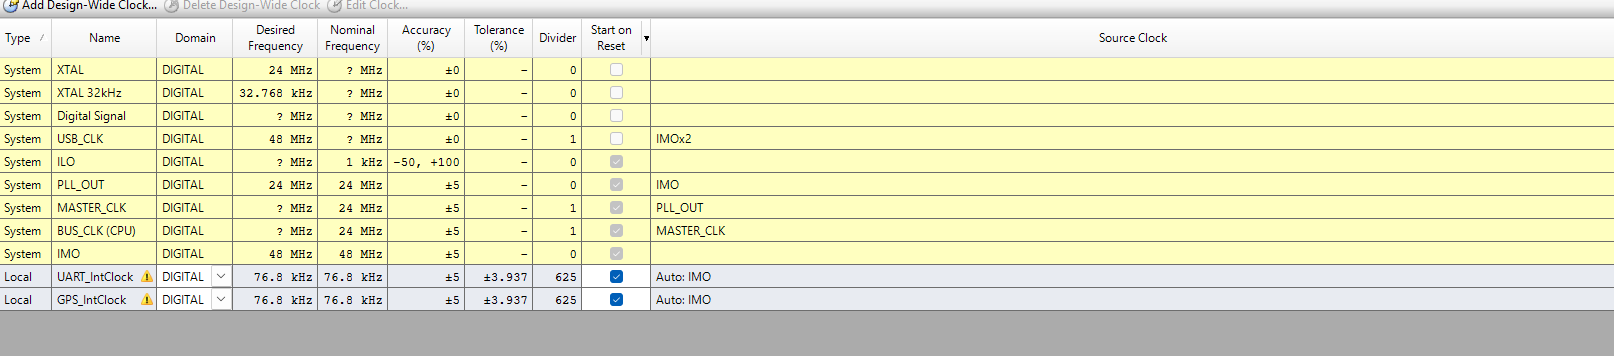 Add Design-Wide Clock... Delete Design-Wide Clock Edit Clock...
Type / Name Domain Desired Frequency Nominal Frequency Accuracy (%) Tolerance (%) Divider Start on Reset Source Clock
System XTAL DIGITAL 24 MHz ? MHz ±0 - 0
System XTAL 32kHz DIGITAL 32.768 kHz ? MHz ±0 - 0
System Digital Signal DIGITAL ? MHz ? MHz ±0 - 0
System USB_CLK DIGITAL 48 MHz ? MHz ±0 - 1 IMOx2
System ILO DIGITAL ? MHz 1 kHz -50, +100 - 0
System PLL_OUT DIGITAL 24 MHz 24 MHz ±5 - 0 IMO
System MASTER_CLK DIGITAL ? MHz 24 MHz ±5 - 1 PLL_OUT
System BUS_CLK (CPU) DIGITAL ? MHz 24 MHz ±5 - 1 MASTER_CLK
System IMO DIGITAL 48 MHz 48 MHz ±5 - 0
Local UART_IntClock DIGITAL 76.8 kHz 76.8 kHz ±5 ±3.937 625 Auto: IMO
Local GPS_IntClock DIGITAL 76.8 kHz 76.8 kHz ±5 ±3.937 625 Auto: IMO